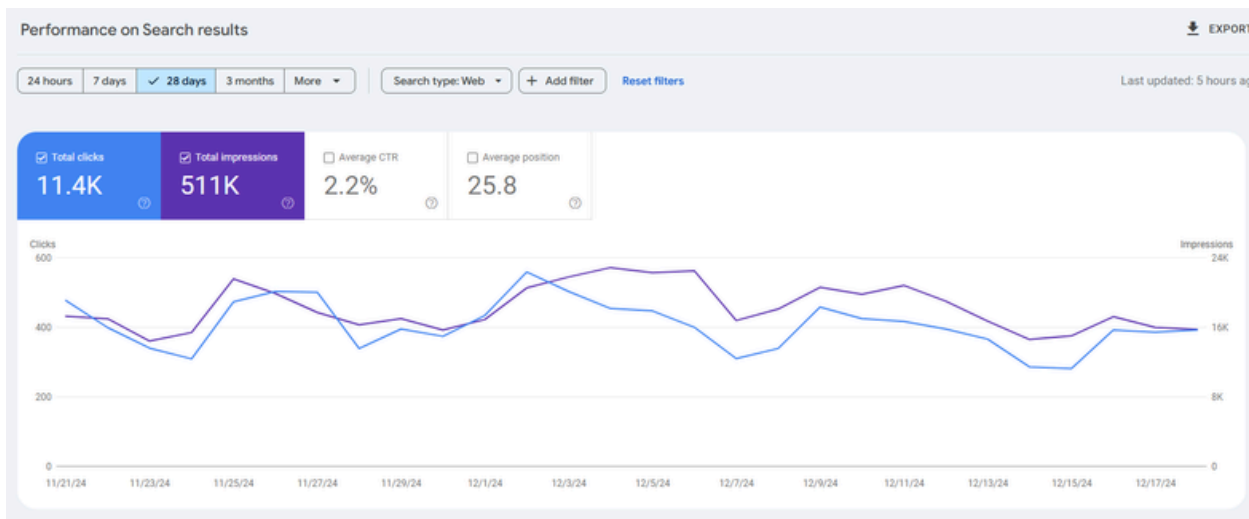 Performance on Search results EXPORT
24 hours 7 days 28 days 3 months More Search type: Web + Add filter Reset filters Last updated: 5 hours ag
Total clicks Total impressions Average CTR Average position
11.4K 511K 2.2% 25.8
Clicks Impressions
600 24K
400 16K
200 8K
0 0
11/21/24 11/23/24 11/25/24 11/27/24 11/29/24 12/1/24 12/3/24 12/5/24 12/7/24 12/9/24 12/11/24 12/13/24 12/15/24 12/17/24